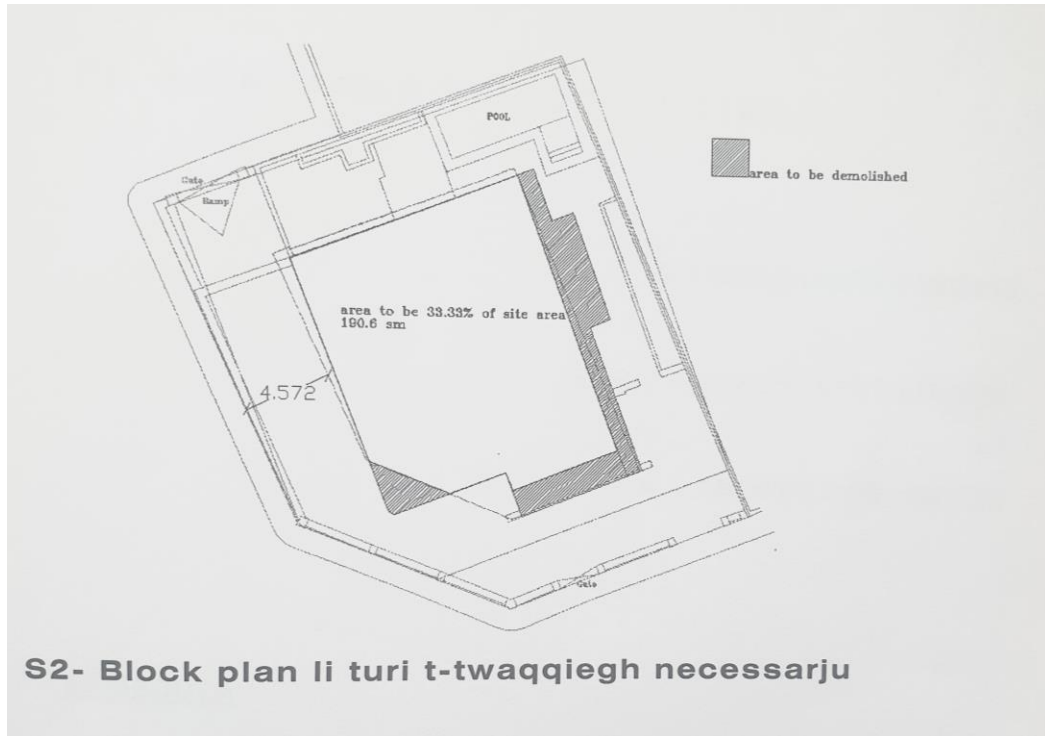 POOL
area to be demolished
Gate
Ramp
area to be 33.33% of site area
190.6 sm
4.572
Gate
S2- Block plan li turi t-twaqqiegh necessarju